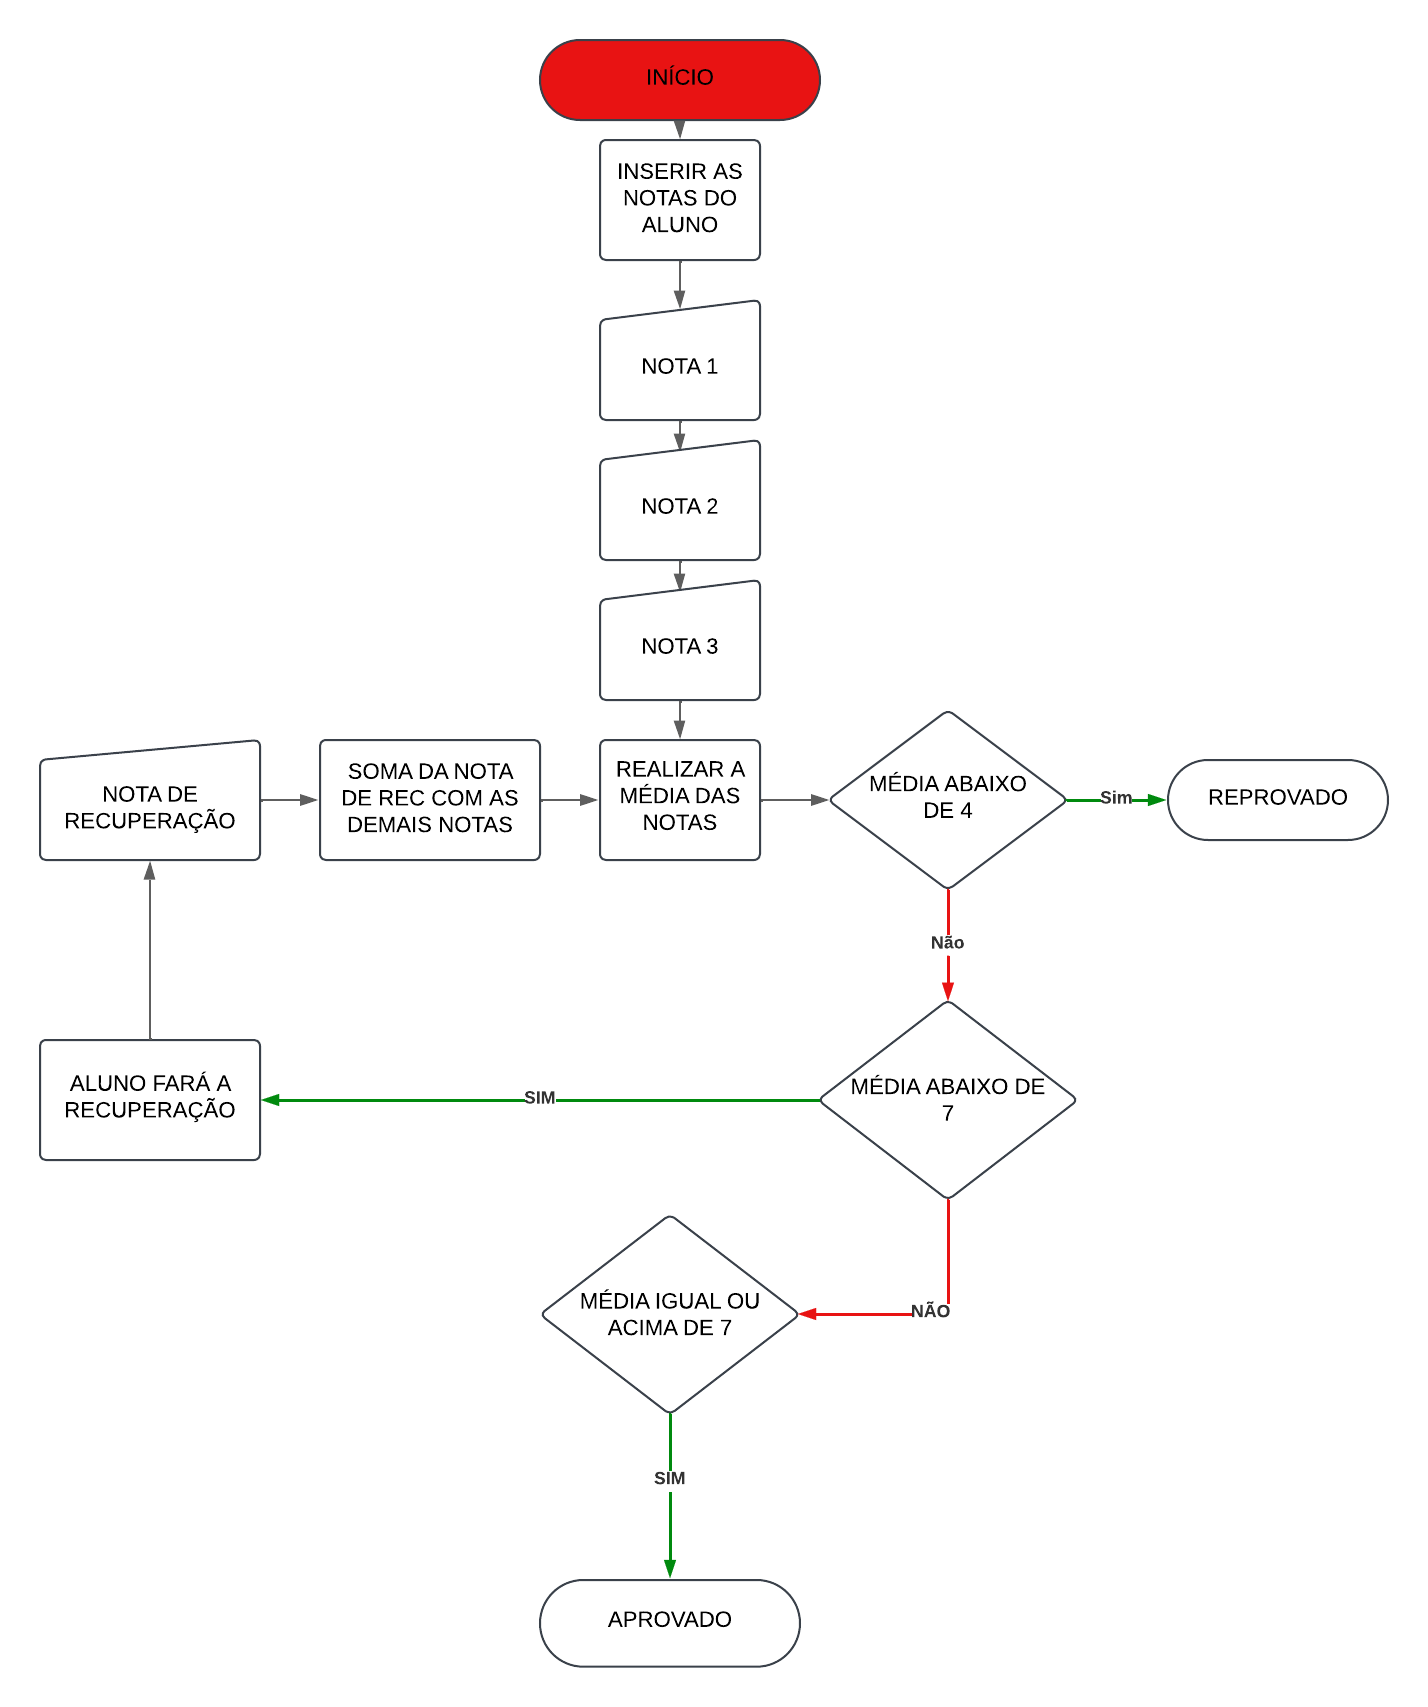 INÍCIO
INSERIR AS
NOTAS DO
ALUNO
NOTA 1
NOTA 2
NOTA 3
NOTA DE
RECUPERAÇÃO
SOMA DA NOTA
DE REC COM AS
DEMAIS NOTAS
REALIZAR A
MÉDIA DAS
NOTAS
MÉDIA ABAIXO
DE 4
Sim
REPROVADO
Não
MÉDIA ABAIXO DE
7
SIM
ALUNO FARÁ A
RECUPERAÇÃO
NÃO
MÉDIA IGUAL OU
ACIMA DE 7
SIM
APROVADO